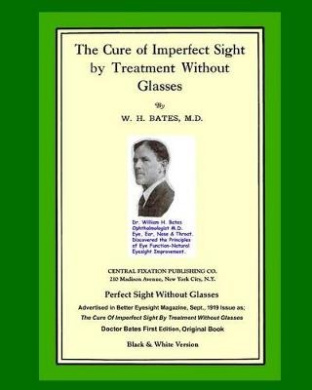 The Cure of Imperfect Sight
by Treatment Without
Glasses
By
W. H. BATES, M.D.
Dr. William H. Bates
Ophthalmologist M.D.
Eye, Ear, Nose & Throat.
Discovered the Principles
of Eye Function-Natural
Eyesight Improvement.
CENTRAL FIXATION PUBLISHING CO.
210 Madison Avenue, New York City, N.Y.
Perfect Sight Without Glasses
Advertised in Better Eyesight Magazine, Sept., 1919 Issue as;
The Cure Of Imperfect Sight By Treatment Without Glasses
Doctor Bates First Edition, Original Book
Black & White Version